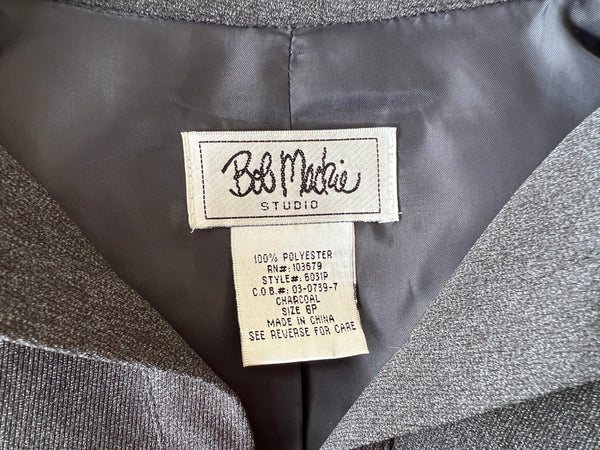 Bob Mackie
STUDIO
100% POLYESTER
RN#: 103679
STYLE#: 6031P
C.O.B.#: 03-0739-7
CHARCOAL
SIZE 6P
MADE IN CHINA
SEE REVERSE FOR CARE